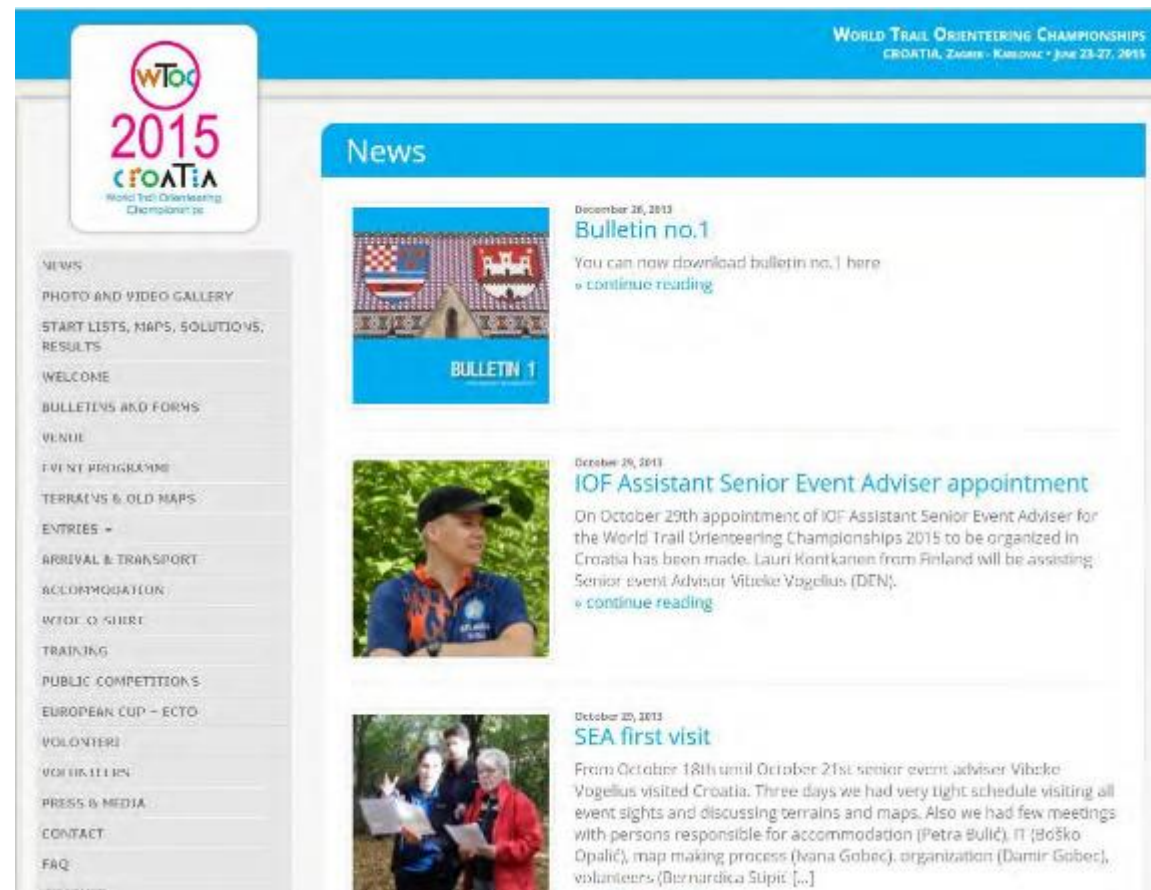 WORLD TRAIL ORIENTEERING CHAMPIONSHIPS
CROATIA, ZAGREB - KARLOVAC • JUNE 23-27, 2015
WTOC
2015
CROATIA
World Trail Orienteering
Championships
NEWS
PHOTO AND VIDEO GALLERY
START LISTS, MAPS, SOLUTIONS,
RESULTS
WELCOME
BULLETINS AND FORMS
VENUE
EVENT PROGRAMME
TERRAINS & OLD MAPS
ENTRIES
ARRIVAL & TRANSPORT
ACCOMMODATION
WTOC O-SHIRT
TRAINING
PUBLIC COMPETITIONS
EUROPEAN CUP – ECTO
VOLONTERI
VOLUNTEERS
PRESS & MEDIA
CONTACT
FAQ
News
BULLETIN 1
December 26, 2013
Bulletin no.1
You can now download bulletin no.1 here
» continue reading
October 29, 2013
IOF Assistant Senior Event Adviser appointment
On October 29th appointment of IOF Assistant Senior Event Adviser for
the World Trail Orienteering Championships 2015 to be organized in
Croatia has been made. Lauri Kontkanen from Finland will be assisting
Senior event Advisor Vibeke Vogelius (DEN).
» continue reading
October 29, 2013
SEA first visit
From October 18th until October 21st senior event adviser Vibeke
Vogelius visited Croatia. Three days we had very tight schedule visiting all
event sights and discussing terrains and maps. Also we had few meetings
with persons responsible for accommodation (Petra Bulić), IT (Boško
Opalić), map making process (Ivana Gobec), organization (Damir Gobec),
volunteers (Bernardica Stipić [...]